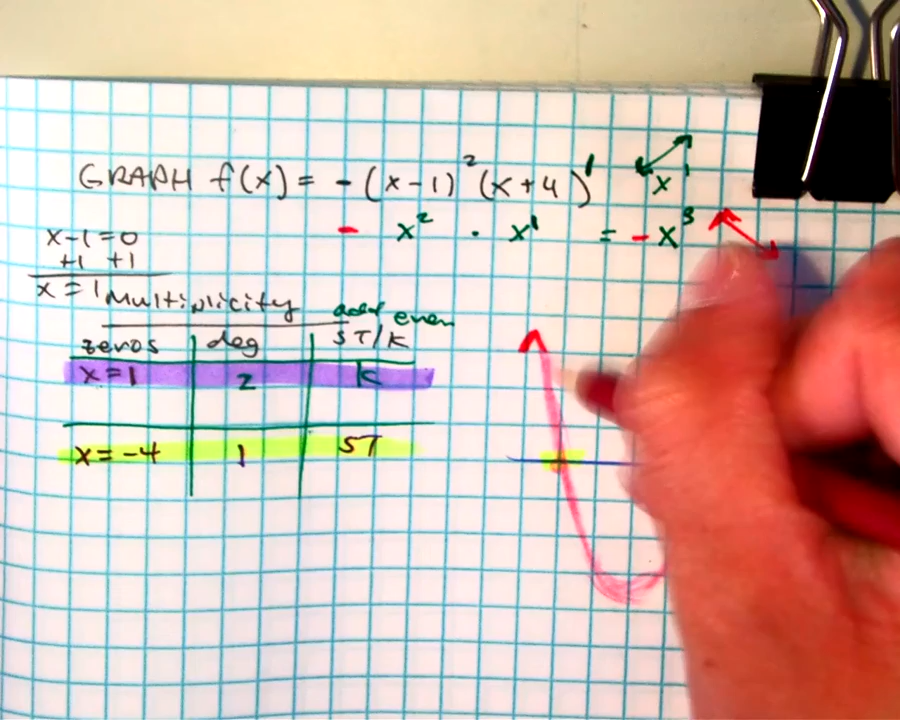 GRAPH f(x) = -(x-1)²(x+4)¹
x¹
- x² · x¹ = -x³
x-1=0
+1 +1
x=1
Multiplicity
odd even
zeros deg ST/K
x=1 2 K
x=-4 1 ST